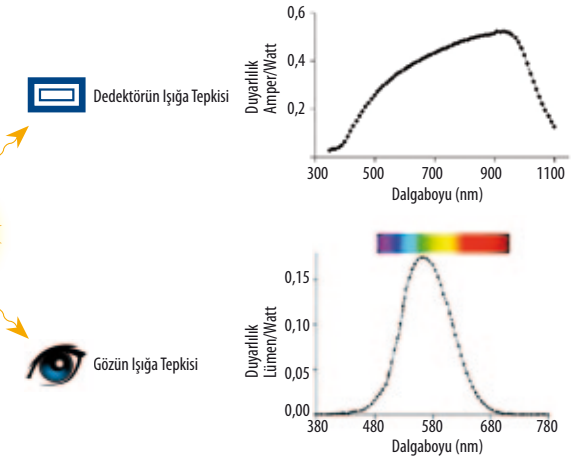 Dedektörün Işığa Tepkisi
Duyarlılık
Amper/Watt
0,6
0,4
0,2
300 500 700 900 1100
Dalgaboyu (nm)
Gözün Işığa Tepkisi
Duyarlılık
Lümen/Watt
0,15
0,10
0,05
0,00
380 480 580 680 780
Dalgaboyu (nm)